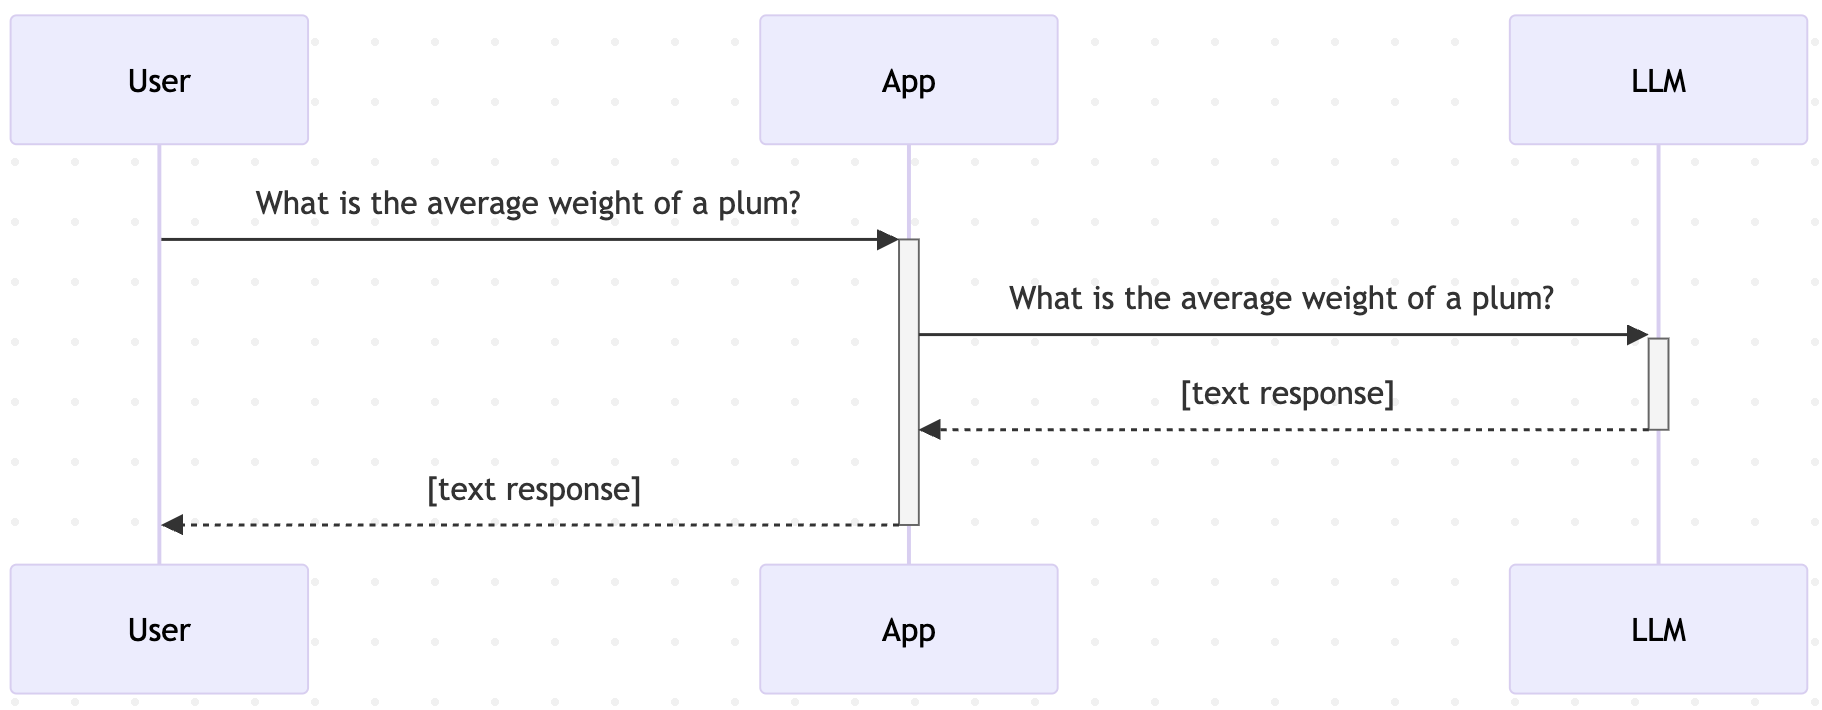 User
App
LLM
What is the average weight of a plum?
What is the average weight of a plum?
[text response]
[text response]
User
App
LLM